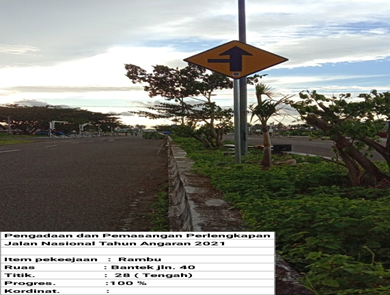 Pengadaan dan Pemasangan Perlengkapan
Jalan Nasional Tahun Angaran 2021
Item pekeejaan : Rambu
Ruas : Bantek jln. 40
Titik. : 28 ( Tengah)
Progres. :100 %
Kordinat. :